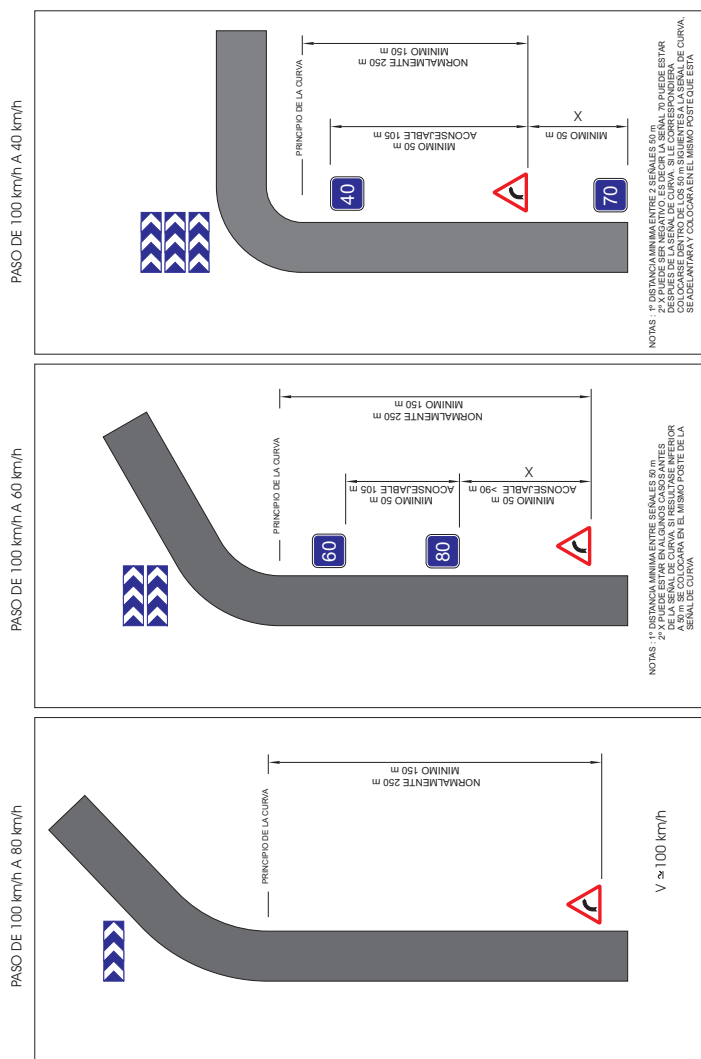 PASO DE 100 km/h A 80 km/h
PRINCIPIO DE LA CURVA
NORMALMENTE 250 m
MINIMO 150 m
V ≃ 100 km/h
PASO DE 100 km/h A 60 km/h
PRINCIPIO DE LA CURVA
60
80
MINIMO 50 m
ACONSEJABLE 105 m
MINIMO 50 m
ACONSEJABLE >90 m
X
NORMALMENTE 250 m
MINIMO 150 m
NOTAS : 1º DISTANCIA MINIMA ENTRE SEÑALES 50 m
2º X PUEDE ESTAR EN ALGUNOS CASOS ANTES
DE LA SEÑAL DE CURVA. SI RESULTASE INFERIOR
A 50 m SE COLOCARA EN EL MISMO POSTE DE LA
SEÑAL DE CURVA
PASO DE 100 km/h A 40 km/h
PRINCIPIO DE LA CURVA
40
70
MINIMO 50 m
ACONSEJABLE 105 m
NORMALMENTE 250 m
MINIMO 150 m
X
MINIMO 50 m
NOTAS : 1º DISTANCIA MINIMA ENTRE 2 SEÑALES 50 m
2º X PUEDE SER NEGATIVO, ES DECIR LA SEÑAL 70 PUEDE ESTAR
DESPUES DE LA SEÑAL DE CURVA. SI LE CORRESPONDIERA
COLOCARSE DENTRO DE LOS 50 m SIGUIENTES A LA SEÑAL DE CURVA,
SE ADELANTARA Y COLOCARA EN EL MISMO POSTE QUE ESTA